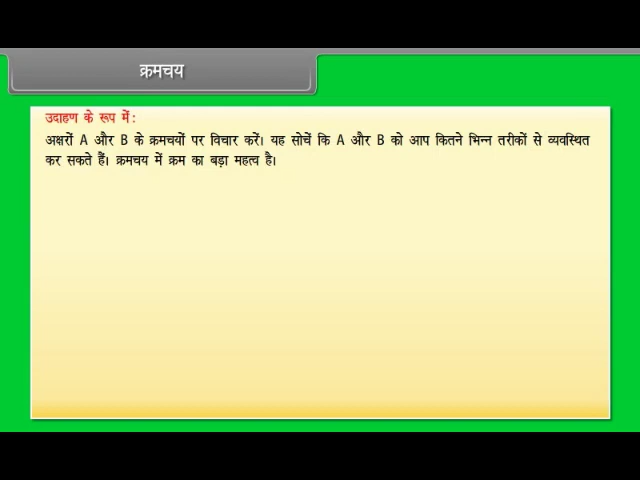 क्रमचय
उदाहण के रूप में:
अक्षरों A और B के क्रमचयों पर विचार करें। यह सोचें कि A और B को आप कितने भिन्न तरीकों से व्यवस्थित
कर सकते हैं। क्रमचय में क्रम का बड़ा महत्व है।